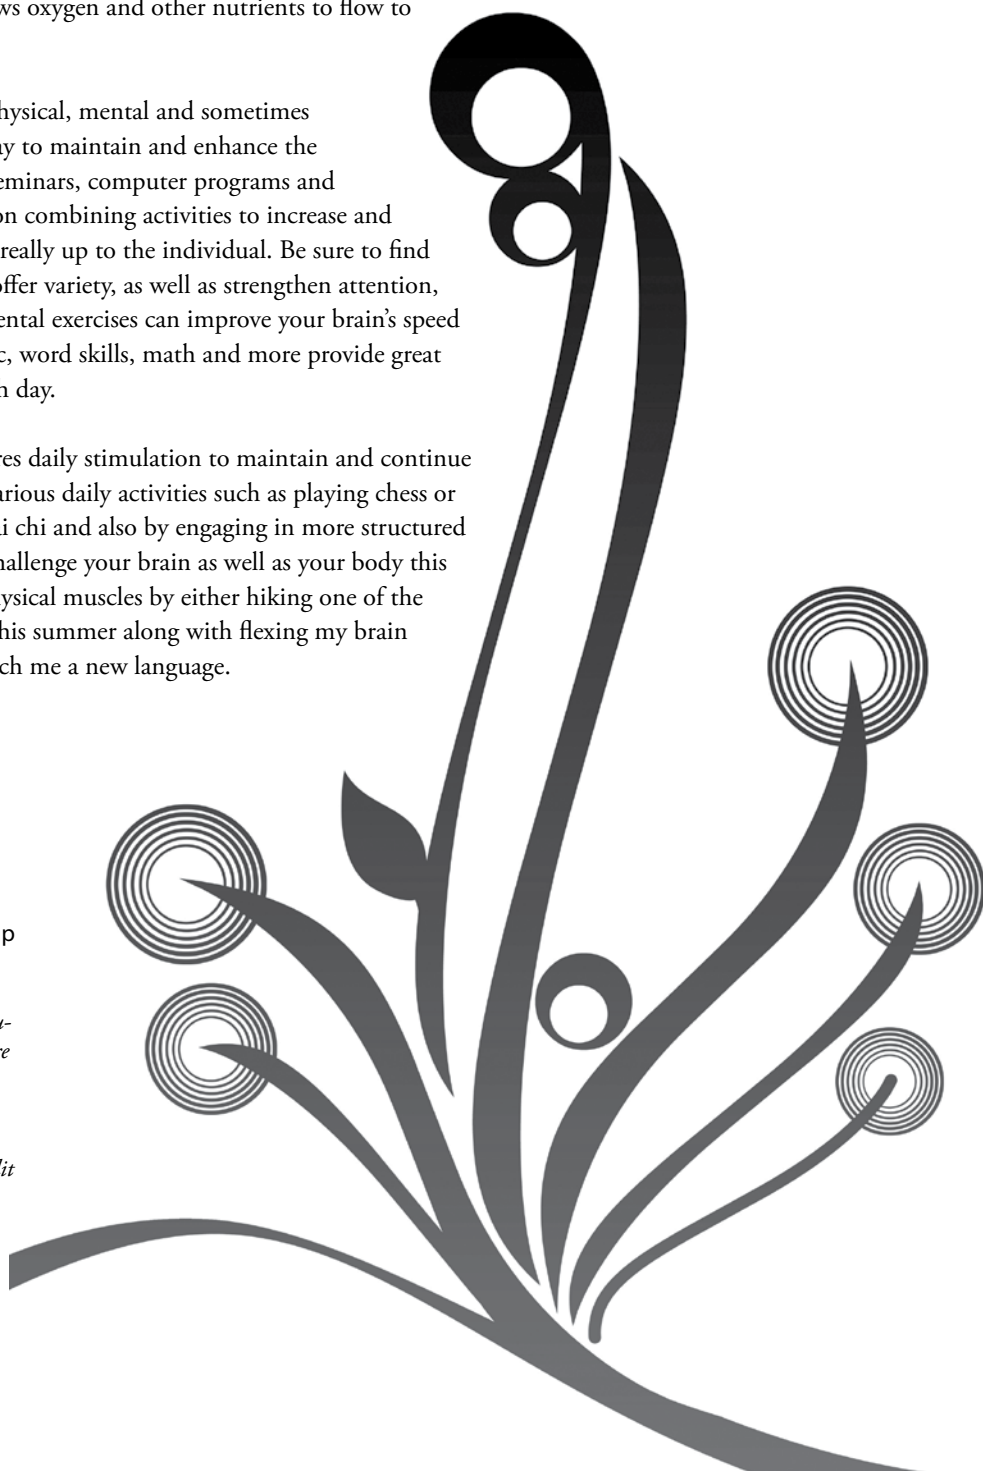 ws oxygen and other nutrients to flow to
hysical, mental and sometimes
ay to maintain and enhance the
eminars, computer programs and
on combining activities to increase and
really up to the individual. Be sure to find
offer variety, as well as strengthen attention,
ental exercises can improve your brain’s speed
c, word skills, math and more provide great
n day.
res daily stimulation to maintain and continue
arious daily activities such as playing chess or
ai chi and also by engaging in more structured
hallenge your brain as well as your body this
ysical muscles by either hiking one of the
his summer along with flexing my brain
ch me a new language.
p
u-
re
lit